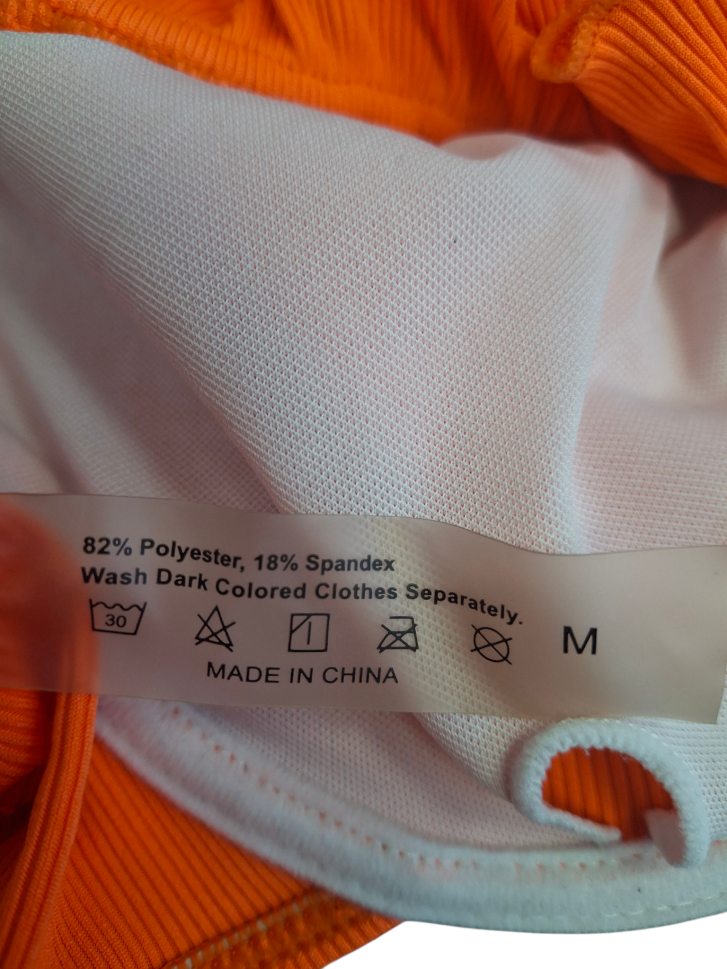 82% Polyester, 18% Spandex
Wash Dark Colored Clothes Separately.
30
M
MADE IN CHINA